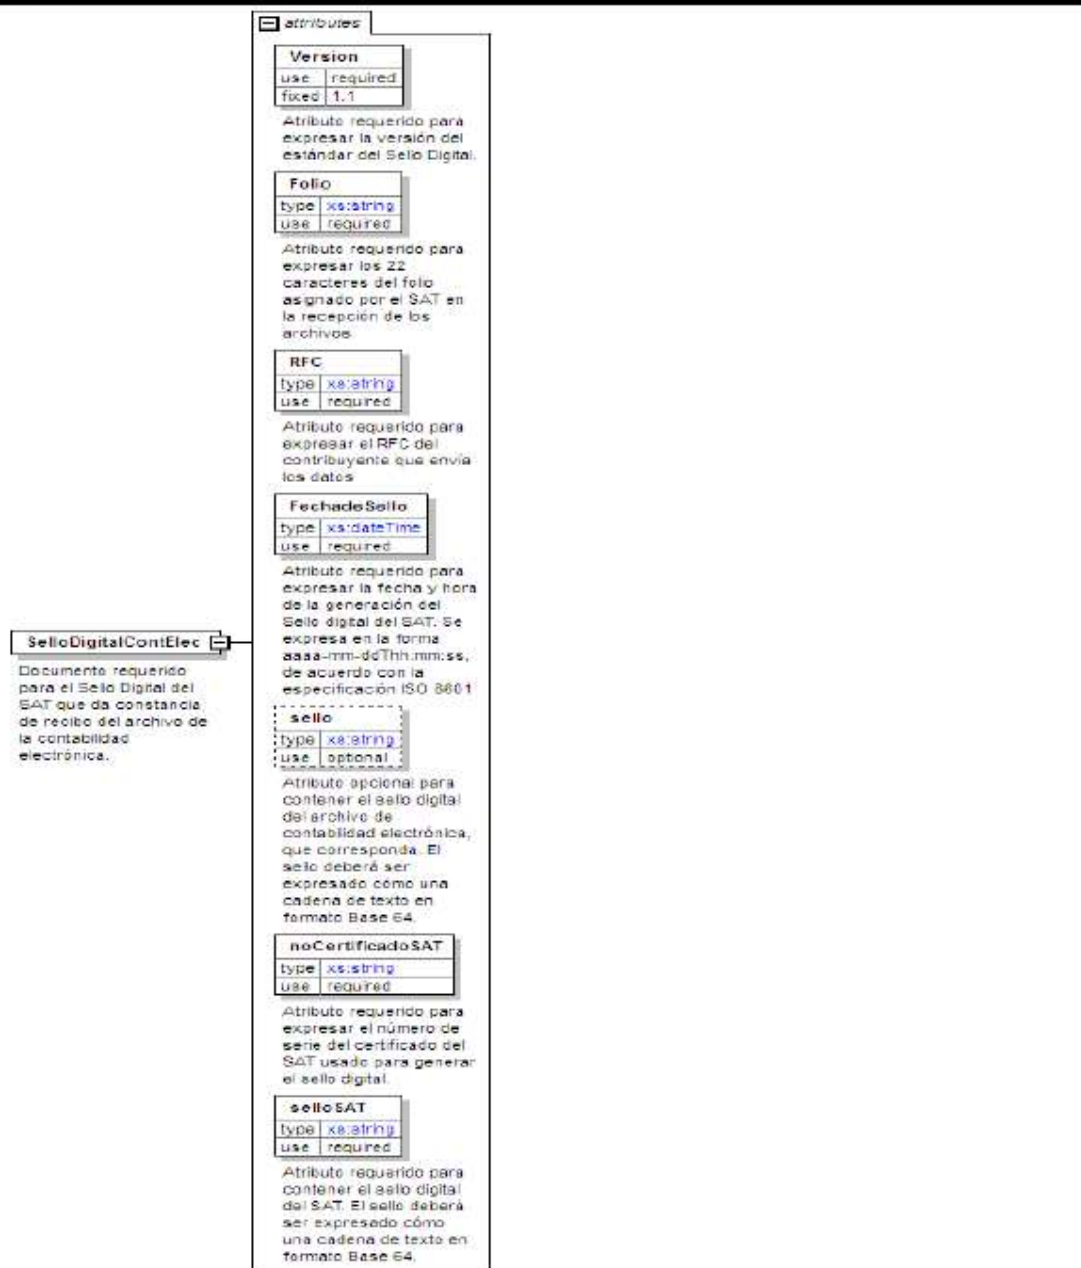 attributes
Version
use required
fixed 1.1
Atributo requerido para
expresar la versión del
estándar del Sello Digital.
Folio
type xs:string
use required
Atributo requerido para
expresar los 22
caracteres del folio
asignado por el SAT en
la recepción de los
archivos
RFC
type xs:string
use required
Atributo requerido para
expresar el RFC del
contribuyente que envía
los datos
FechadeSello
type xs:dateTime
use required
Atributo requerido para
expresar la fecha y hora
de la generación del
Sello digital del SAT. Se
expresa en la forma
aaaa-mm-ddThh:mm:ss,
de acuerdo con la
especificación ISO 8601
SelloDigitalContElec
Documento requerido
para el Sello Digital del
SAT que da constancia
de recibo del archivo de
la contabilidad
electrónica.
sello
type xs:string
use optional
Atributo opcional para
contener el sello digital
del archivo de
contabilidad electrónica,
que corresponda. El
sello deberá ser
expresado cómo una
cadena de texto en
formato Base 64.
noCertificadoSAT
type xs:string
use required
Atributo requerido para
expresar el número de
serie del certificado del
SAT usado para generar
el sello digital.
selloSAT
type xs:string
use required
Atributo requerido para
contener el sello digital
del SAT. El sello deberá
ser expresado cómo
una cadena de texto en
formato Base 64.